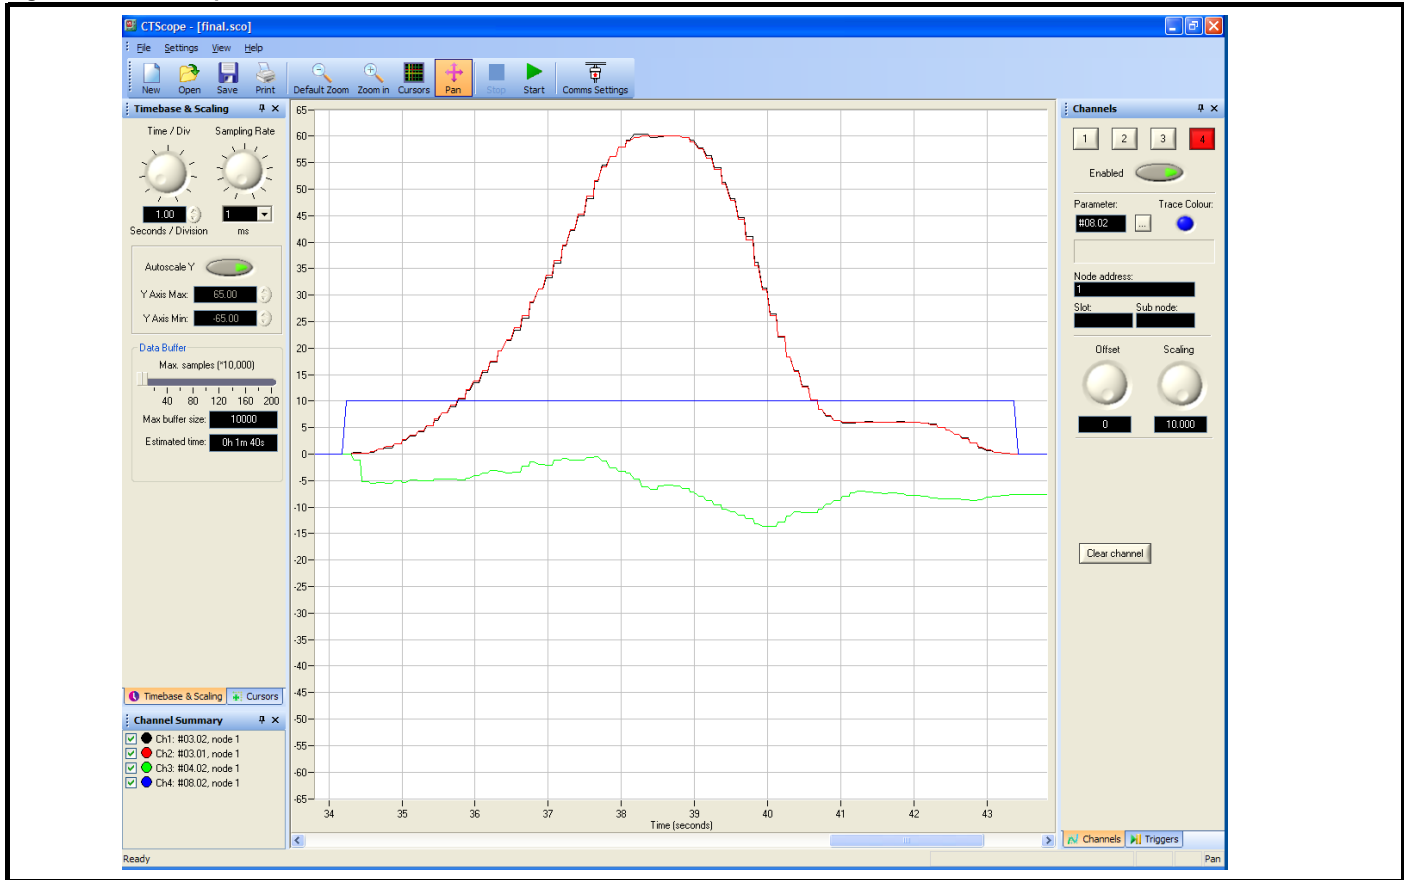 CTScope - [final.sco]
File Settings View Help
New Open Save Print Default Zoom Zoom in Cursors Pan Stop Start Comms Settings
Timebase & Scaling
Time / Div Sampling Rate
1.00 1
Seconds / Division ms
Autoscale Y
Y Axis Max: 65.00
Y Axis Min: -65.00
Data Buffer
Max. samples (*10,000)
40 80 120 160 200
Max buffer size: 10000
Estimated time: 0h 1m 40s
Timebase & Scaling Cursors
Channel Summary
Ch1: #03.02, node 1
Ch2: #03.01, node 1
Ch3: #04.02, node 1
Ch4: #08.02, node 1
65
60
55
50
45
40
35
30
25
20
15
10
5
0
-5
-10
-15
-20
-25
-30
-35
-40
-45
-50
-55
-60
-65
34 35 36 37 38 39 40 41 42 43
Time (seconds)
Channels
1 2 3 4
Enabled
Parameter: Trace Colour:
#08.02 ...
Node address:
1
Slot: Sub node:
Offset Scaling
0 10.000
Clear channel
Channels Triggers
Ready Pan